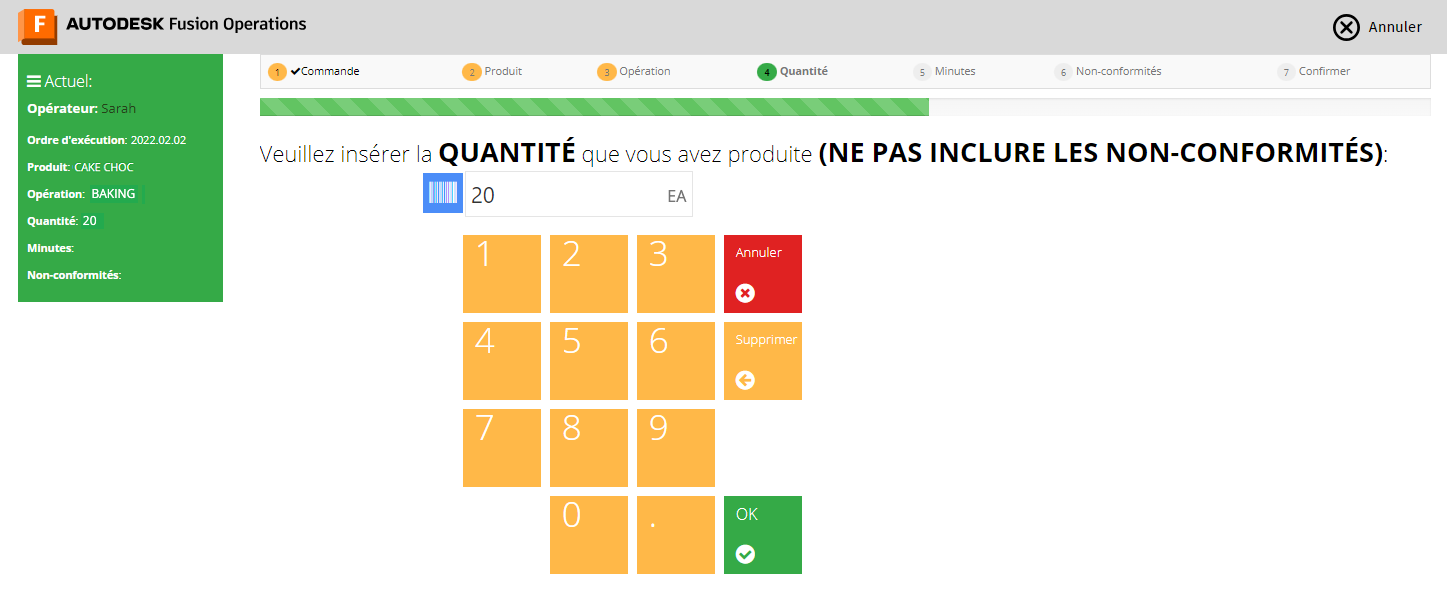 F AUTODESK Fusion Operations
Annuler
Actuel:
Opérateur: Sarah
Ordre d'exécution: 2022.02.02
Produit: CAKE CHOC
Opération: BAKING
Quantité: 20
Minutes:
Non-conformités:
1 Commande 2 Produit 3 Opération 4 Quantité 5 Minutes 6 Non-conformités 7 Confirmer
Veuillez insérer la QUANTITÉ que vous avez produite (NE PAS INCLURE LES NON-CONFORMITÉS):
20 EA
1 2 3 Annuler
4 5 6 Supprimer
7 8 9
0 . OK